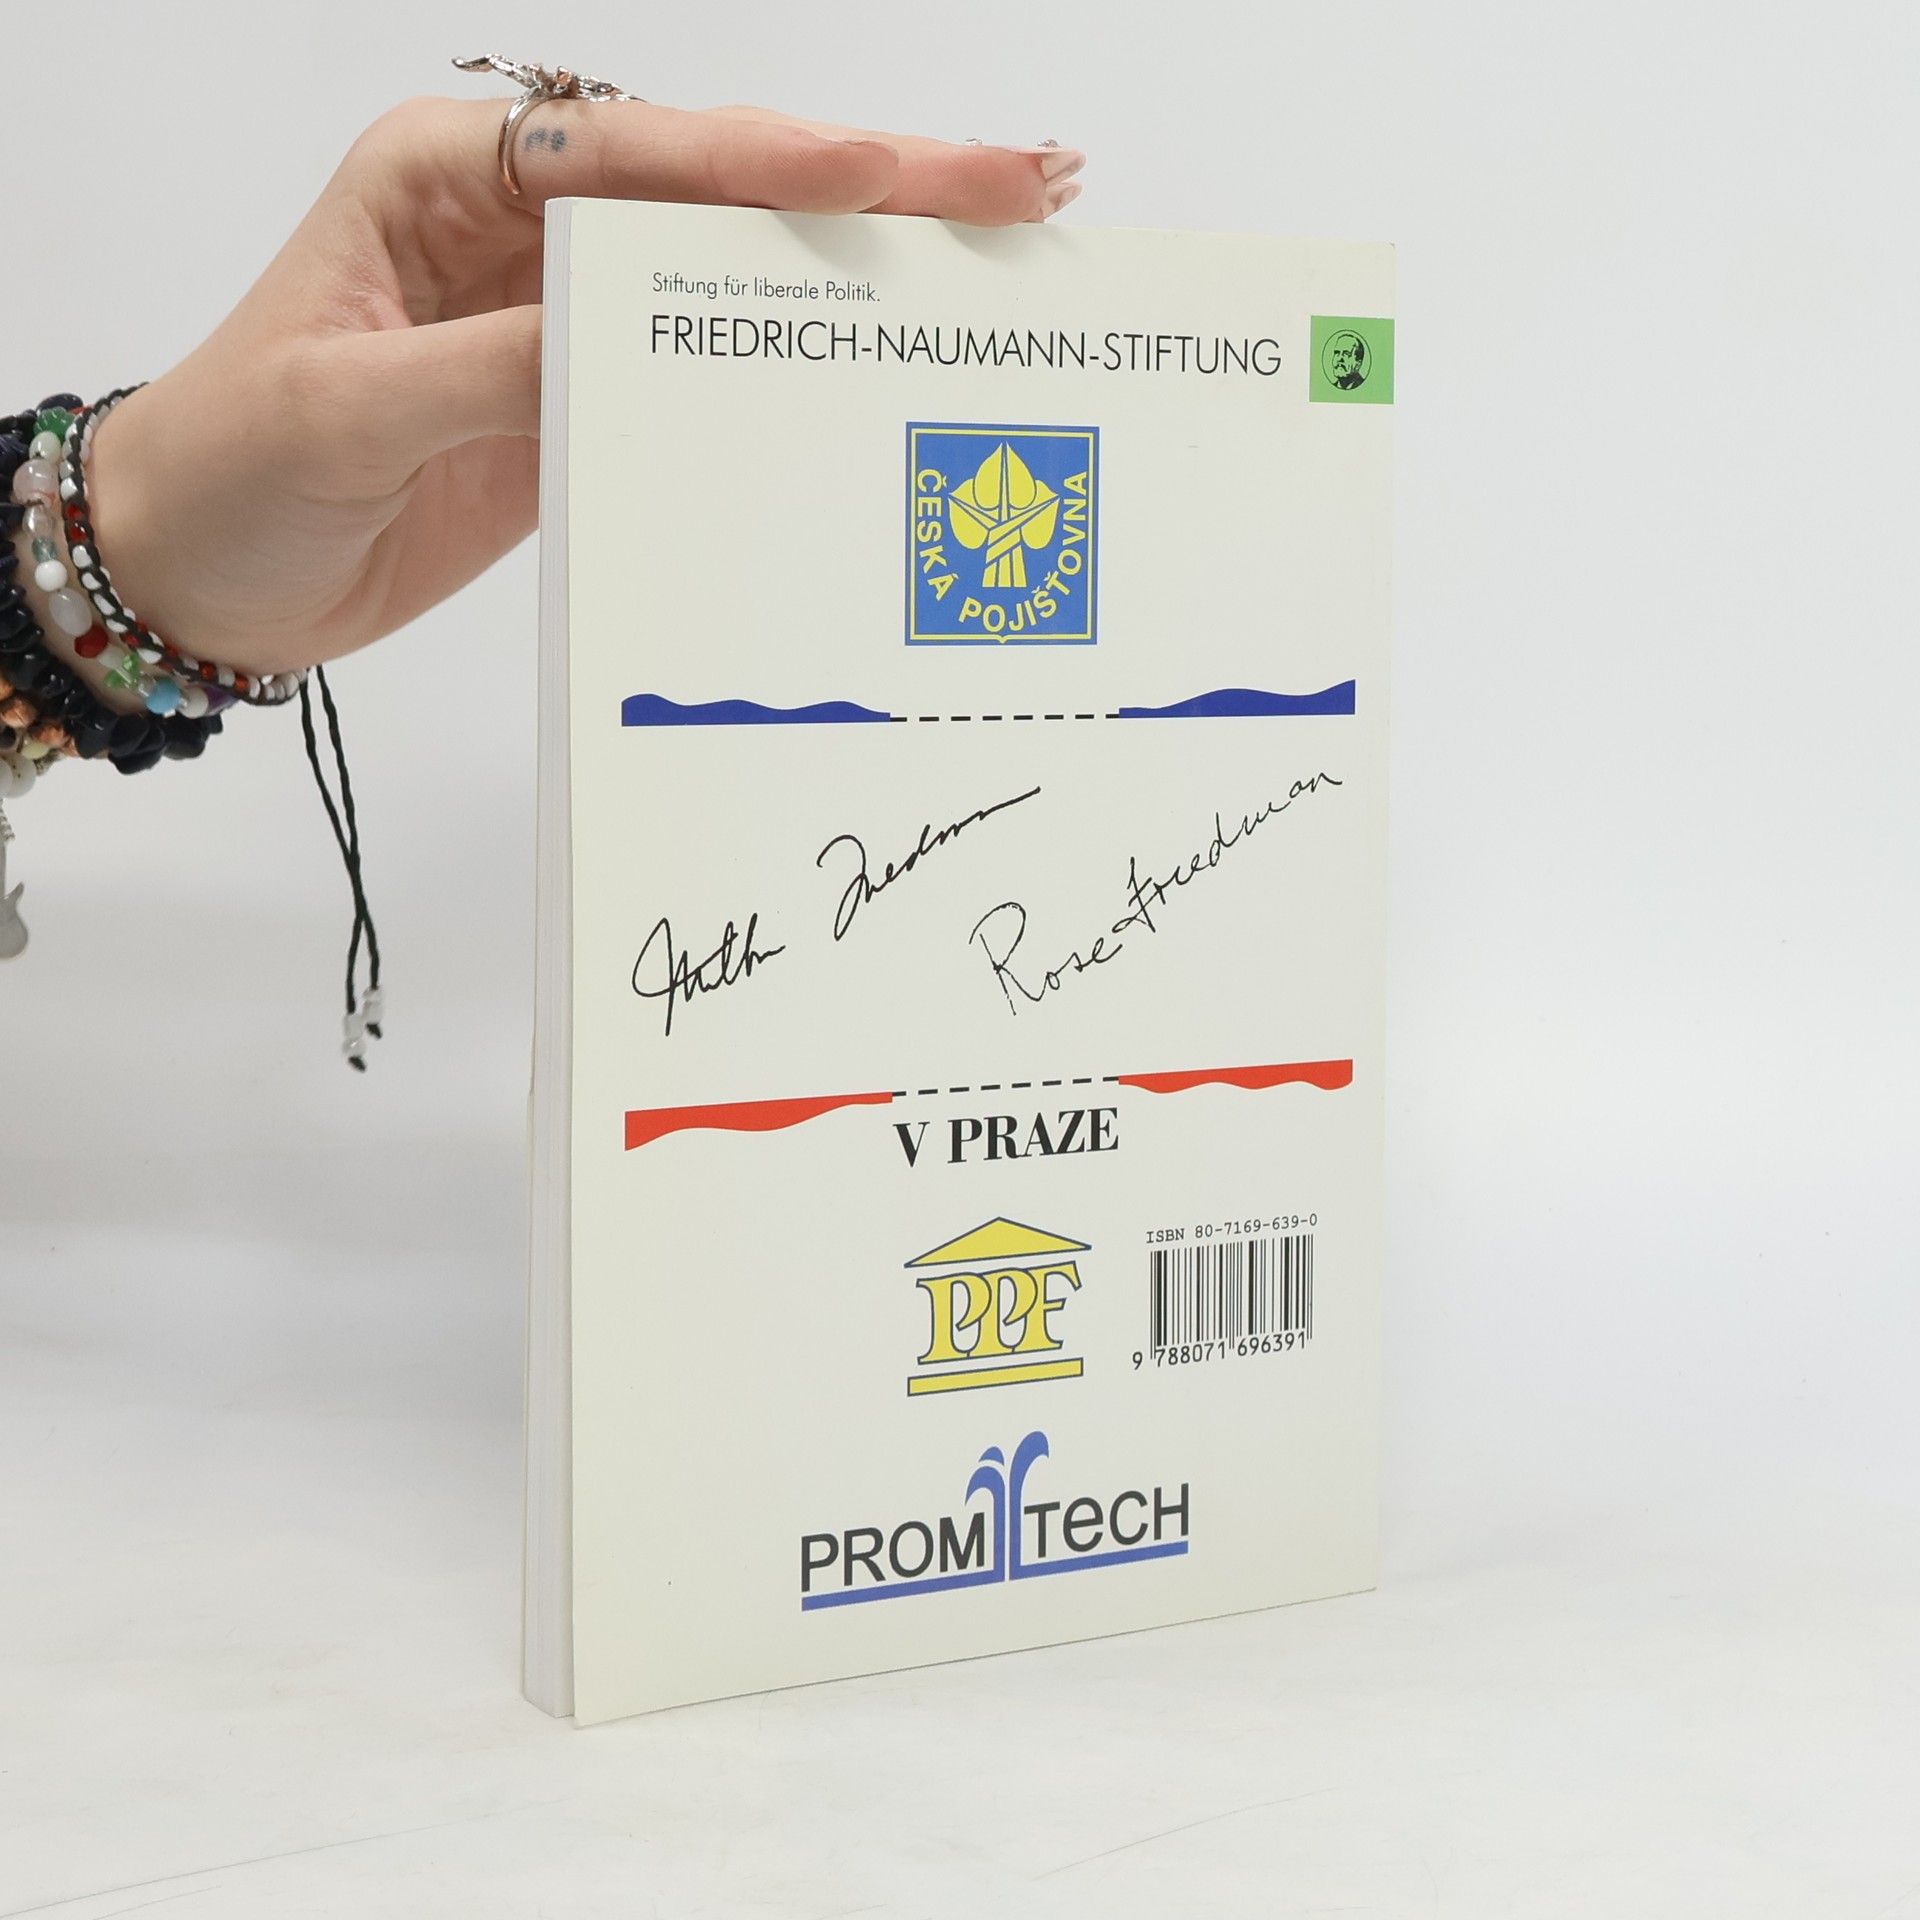 Stiftung für liberale Politik.
FRIEDRICH-NAUMANN-STIFTUNG
ČESKÁ POJIŠŤOVNA
Rose Friedman
V PRAZE
ISBN 80-7169-639-0
PPF
9 788071 696391
PROM TeCH